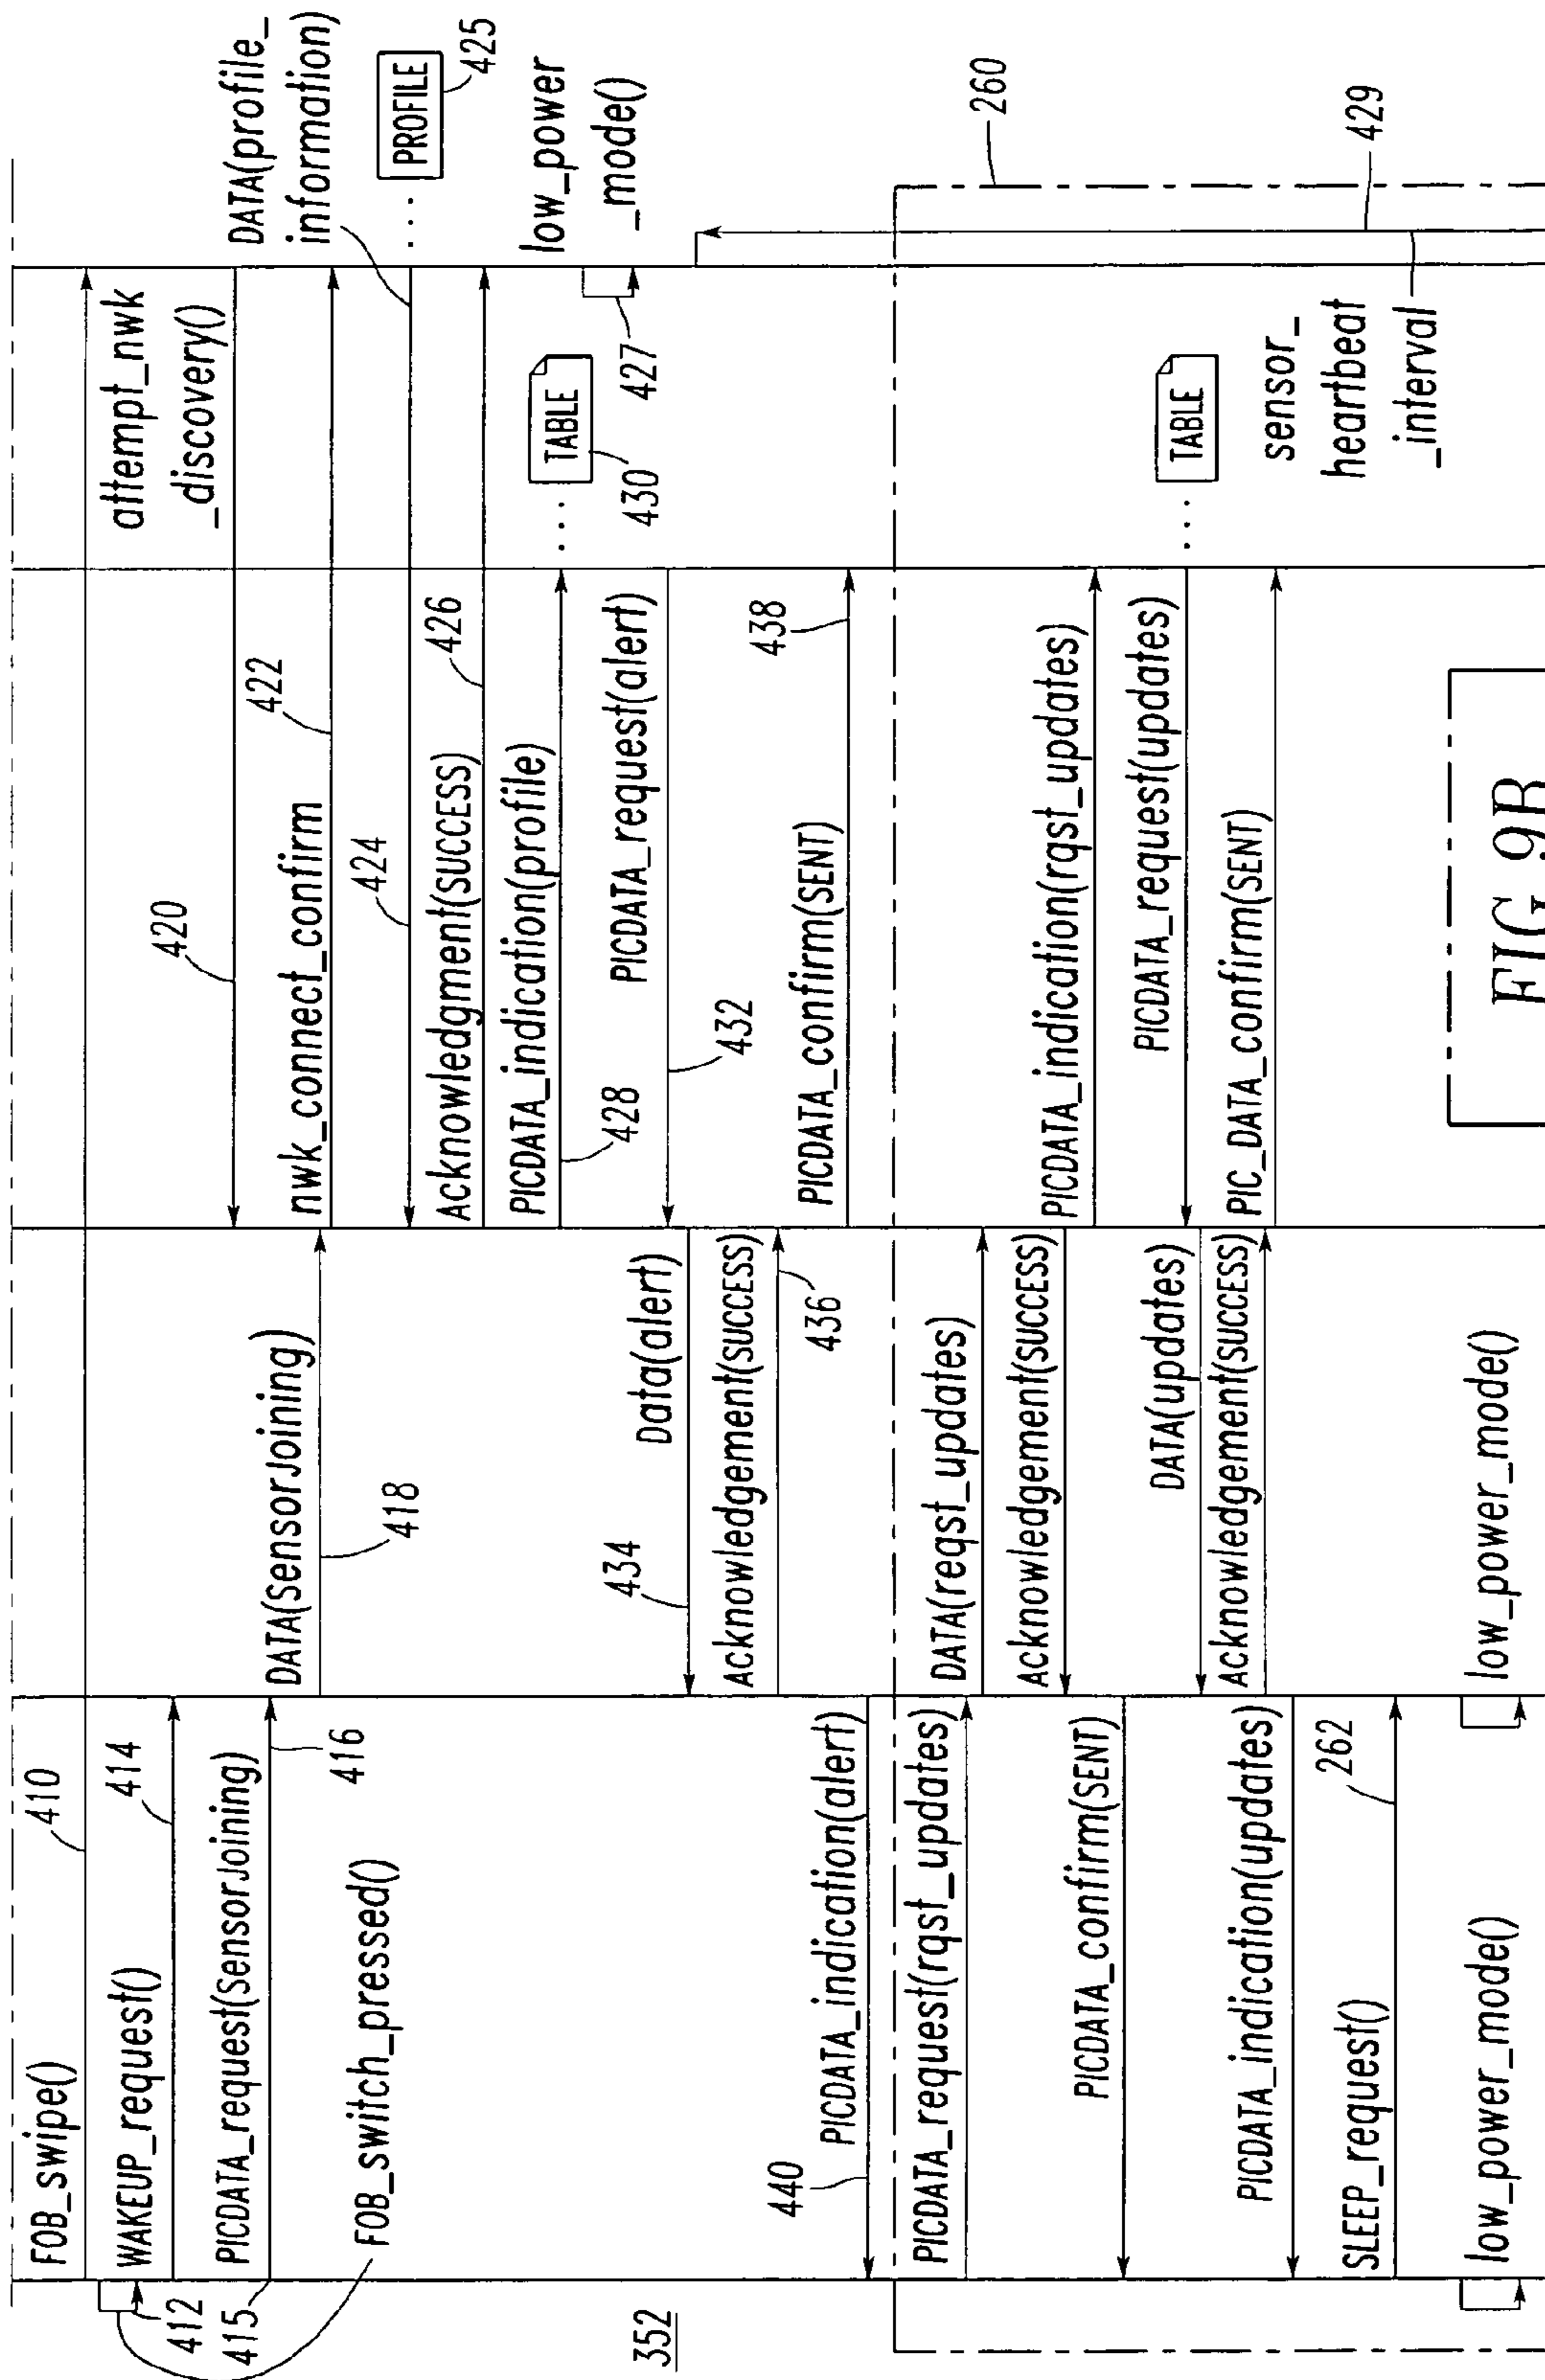 FOB_swipe()
410
attempt_nwk
_discovery()
412
WAKEUP_request()
414
415
PICDATA_request(SensorJoining)
416
FOB_switch_pressed()
DATA(SensorJoining)
418
420
nwk_connect_confirm
422
DATA(profile_
information)
424
... PROFILE
425
Acknowledgment(SUCCESS)
426
low_power
_mode()
427
PICDATA_indication(profile)
428
... TABLE
430
PICDATA_request(alert)
432
Data(alert)
434
Acknowledgement(SUCCESS)
436
PICDATA_confirm(SENT)
438
352
440
PICDATA_indication(alert)
260
PICDATA_request(rqst_updates)
DATA(reqst_updates)
Acknowledgement(SUCCESS)
PICDATA_indication(rqst_updates)
PICDATA_confirm(SENT)
PICDATA_request(updates)
... TABLE
DATA(updates)
Acknowledgement(SUCCESS)
PIC_DATA_confirm(SENT)
PICDATA_indication(updates)
sensor_
heartbeat
_interval
429
SLEEP_request()
262
low_power_mode()
low_power_mode()
FIG.9B